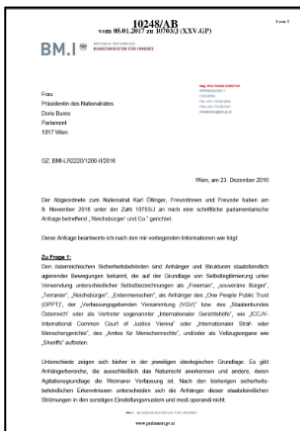 10248/AB
1 von 3
vom 05.01.2017 zu 10703/J (XXV.GP)
BM.I
REPUBLIK ÖSTERREICH
BUNDESMINISTER FÜR INNERES
Frau
Präsidentin des Nationalrates
Doris Bures
Parlament
1017 Wien
GZ: BMI-LR2220/1200-II/2016
Wien, am 23. Dezember 2016
Der Abgeordnete zum Nationalrat Karl Öllinger, Freundinnen und Freunde haben am
9. November 2016 unter der Zahl 10703/J an mich eine schriftliche parlamentarische
Anfrage betreffend „Reichsbürger und Co." gerichtet.
Diese Anfrage beantworte ich nach den mir vorliegenden Informationen wie folgt:
Zu Frage 1:
Den österreichischen Sicherheitsbehörden sind Anhänger und Strukturen staatsfeindlich
agierender Bewegungen bekannt, die auf der Grundlage von Selbstlegitimierung unter
Verwendung unterschiedlicher Selbstbezeichnungen als „Freeman", „souveräne Bürger",
„Terraner", „Reichsbürger", „Erdenmenschen", als Anhänger des „One People Public Trust
(OPPT)", der „Verfassungsgebenden Versammlung (VGV)" bzw. des „Staatenbundes
Österreich" oder als Vertreter sogenannter „Internationaler Gerichtshöfe", wie „ICCJV-
International Common Court of Justice Vienna" oder „Internationaler Straf- oder
Menschengerichte", des „Amtes für Menschenrechte", und/oder als Vollzugsorgane wie
„Sheriffs" auftreten.
Unterschiede zeigen sich bisher in der jeweiligen ideologischen Grundlage. Es gibt
Anhängerbereiche, die ausschließlich das Naturrecht anerkennen und andere, deren
Agitationsgrundlage die Weimarer Verfassung ist. Nach den bisherigen sicherheits-
behördlichen Erkenntnissen unterscheiden sich die Anhänger dieser staatsfeindlichen
Strömungen in den sonstigen Einstellungsmustern und modi operandi nicht.
www.parlament.gv.at